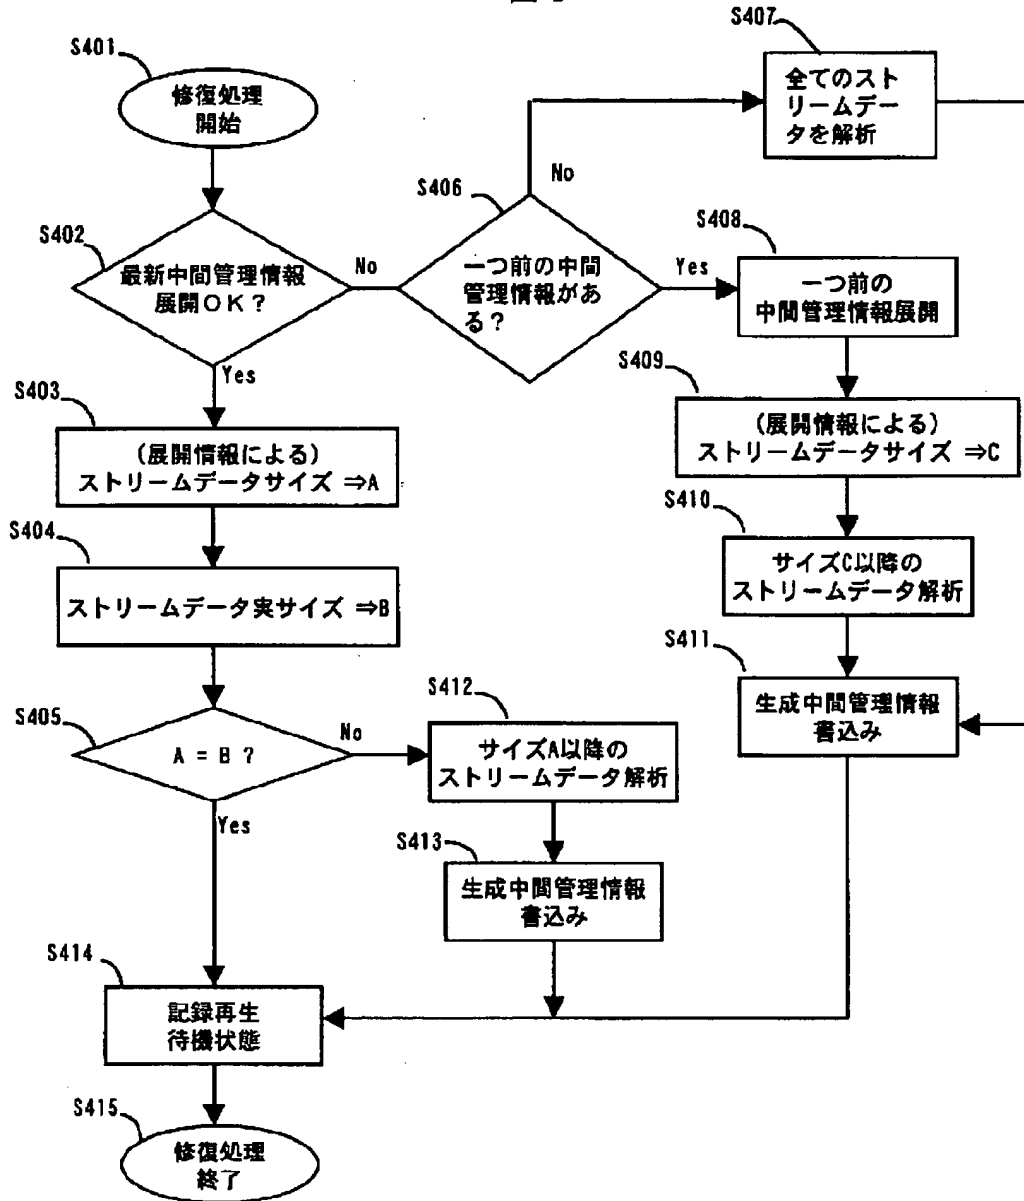 S401
修復処理
開始
S402
最新中間管理情報
展開OK？
No
Yes
S406
一つ前の中間
管理情報があ
る？
No
Yes
S407
全てのスト
リームデー
タを解析
S408
一つ前の
中間管理情報展開
S403
(展開情報による)
ストリームデータサイズ ⇒A
S409
(展開情報による)
ストリームデータサイズ ⇒C
S404
ストリームデータ実サイズ ⇒B
S410
サイズC以降の
ストリームデータ解析
S405
A = B ?
No
Yes
S411
生成中間管理情報
書込み
S412
サイズA以降の
ストリームデータ解析
S413
生成中間管理情報
書込み
S414
記録再生
待機状態
S415
修復処理
終了